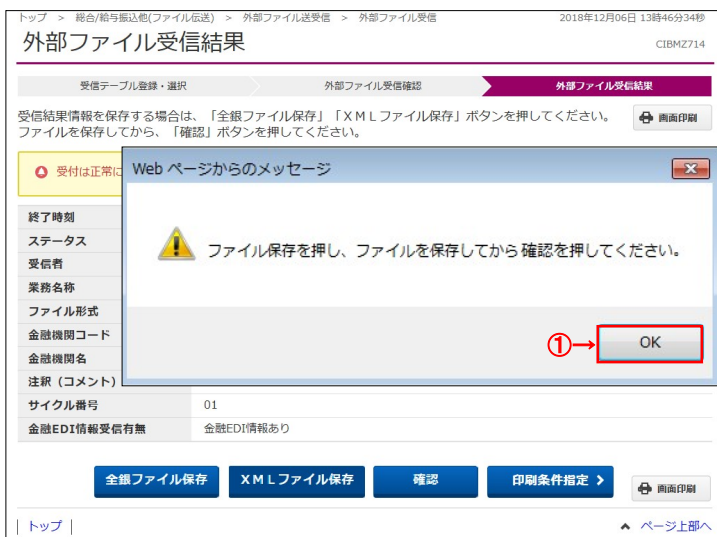 トップ > 総合/給与振込他(ファイル伝送) > 外部ファイル送受信 > 外部ファイル受信 2018年12月06日 13時46分34秒
外部ファイル受信結果 CIBMZ714
受信テーブル登録・選択 外部ファイル受信確認 外部ファイル受信結果
受信結果情報を保存する場合は、「全銀ファイル保存」「ＸＭＬファイル保存」ボタンを押してください。 画面印刷
ファイルを保存してから、「確認」ボタンを押してください。
受付は正常に
Web ページからのメッセージ
ファイル保存を押し、ファイルを保存してから 確認を押してください。
①→ OK
終了時刻
ステータス
受信者
業務名称
ファイル形式
金融機関コード
金融機関名
注釈（コメント）
サイクル番号 01
金融EDI情報受信有無 金融EDI情報あり
全銀ファイル保存 ＸＭＬファイル保存 確認 印刷条件指定 > 画面印刷
| トップ | ページ上部へ